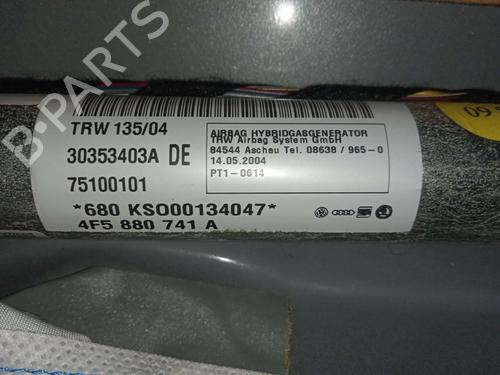 B-PARTS
TRW 135/04
30353403A DE
75100101
*680 KSO00134047*
4F5 880 741 A
AIRBAG HYBRIDGASGENERATOR
TRW Airbag System GmbH
84544 Aschau Tel. 08638 / 965-0
14.05.2004
PT1-0614